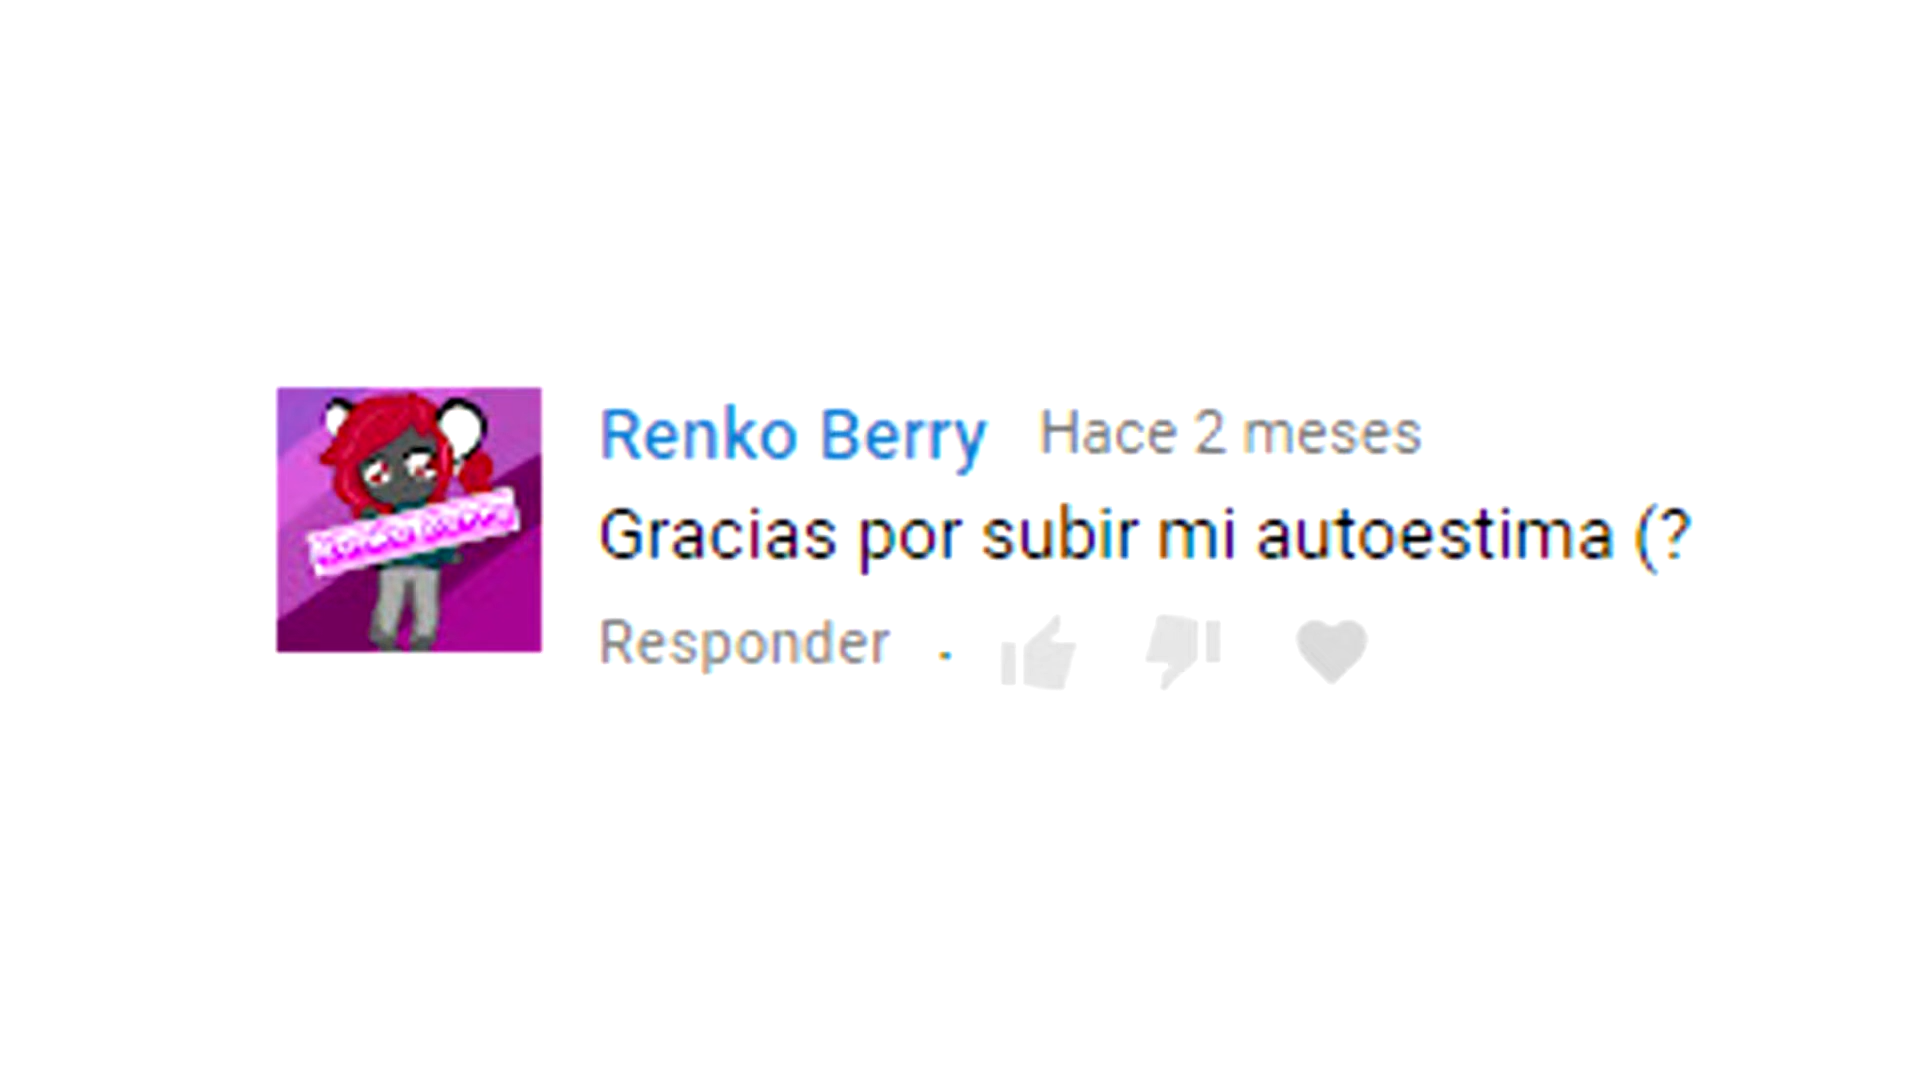 Renko Berry Hace 2 meses
Gracias por subir mi autoestima (?
Responder .